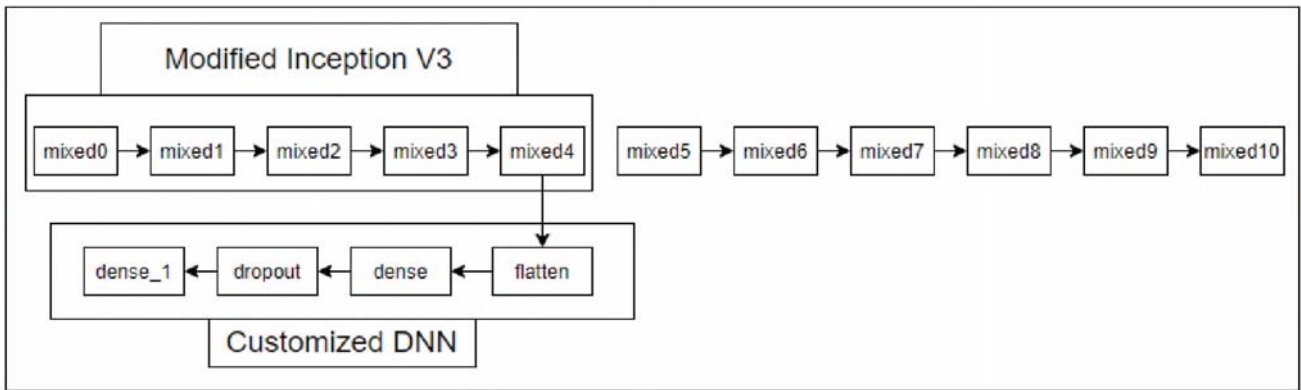 Modified Inception V3
mixed0 mixed1 mixed2 mixed3 mixed4 mixed5 mixed6 mixed7 mixed8 mixed9 mixed10
dense_1 dropout dense flatten
Customized DNN